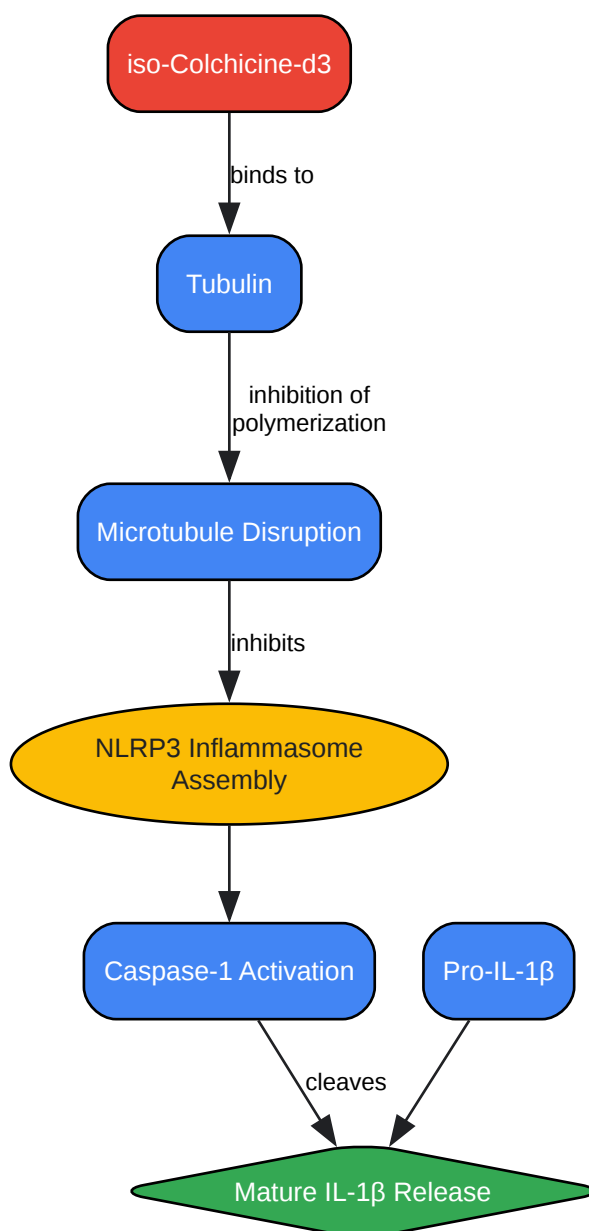 iso-Colchicine-d3
binds to
Tubulin
inhibition of
polymerization
Microtubule Disruption
inhibits
NLRP3 Inflammasome
Assembly
Caspase-1 Activation
Pro-IL-1β
cleaves
Mature IL-1β Release